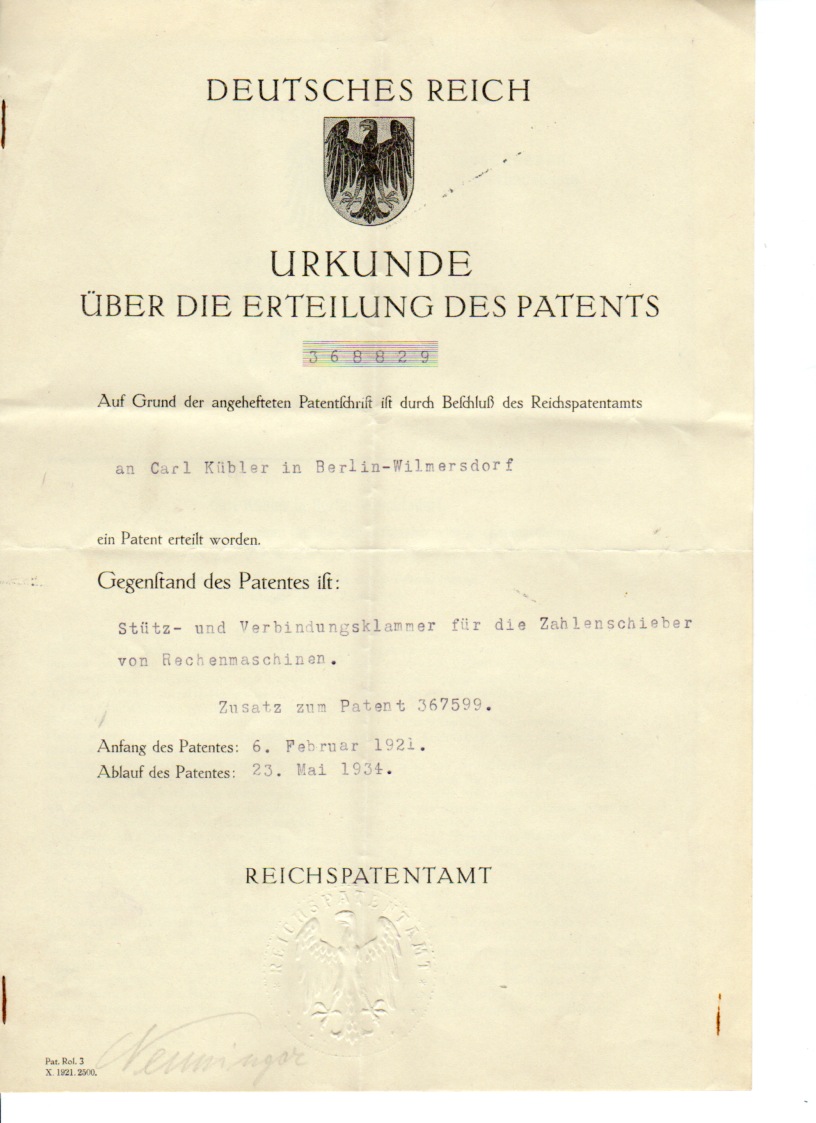 DEUTSCHES REICH
URKUNDE
ÜBER DIE ERTEILUNG DES PATENTS
368829
Auf Grund der angehefteten Patentſchrift iſt durch Beſchluß des Reichspatentamts
an Carl Kübler in Berlin-Wilmersdorf
ein Patent erteilt worden.
Gegenſtand des Patentes iſt:
Stütz- und Verbindungsklammer für die Zahlenschieber
von Rechenmaschinen.
Zusatz zum Patent 367599.
Anfang des Patentes: 6. Februar 1921.
Ablauf des Patentes: 23. Mai 1934.
REICHSPATENTAMT
REICHSPATENTAMT
Pat. Rol. 3
X. 1921. 2500.